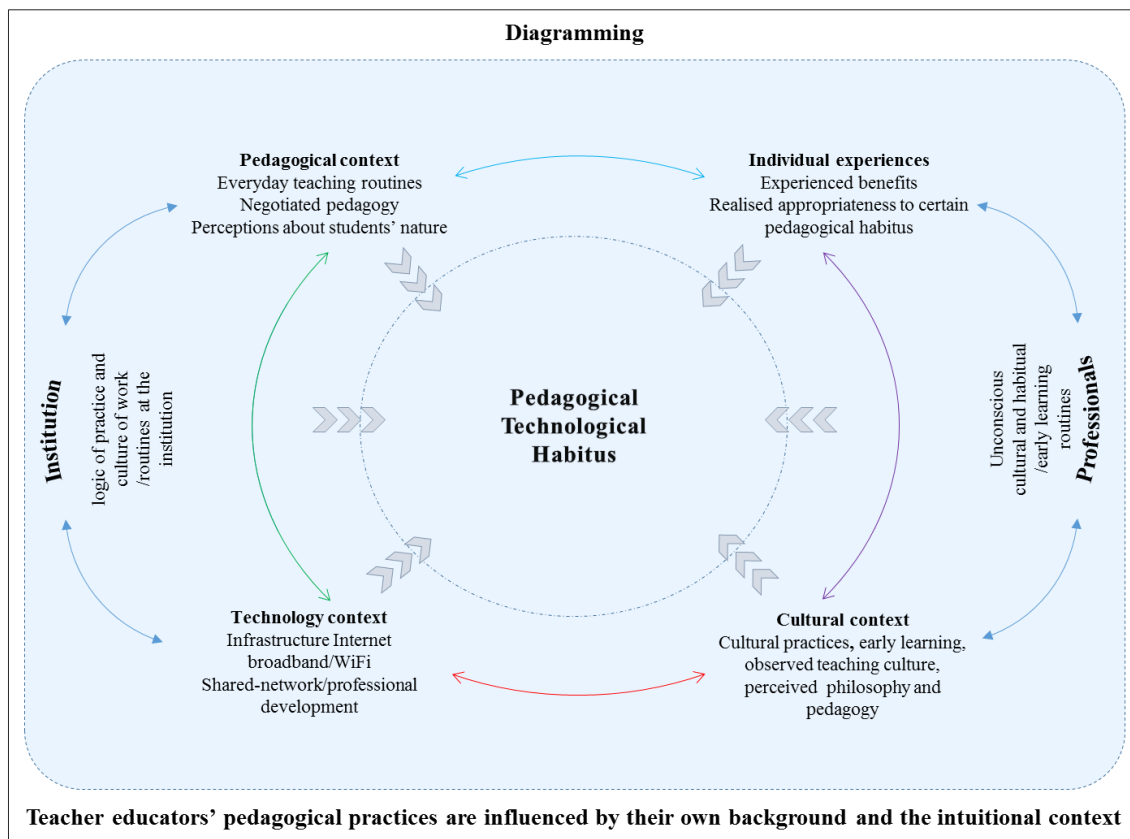 Diagramming
Pedagogical context
Everyday teaching routines
Negotiated pedagogy
Perceptions about students’ nature
Individual experiences
Experienced benefits
Realised appropriateness to certain
pedagogical habitus
Institution
logic of practice and
culture of work
/routines at the
institution
Pedagogical
Technological
Habitus
Unconscious
cultural and habitual
/early learning
routines
Professionals
Technology context
Infrastructure Internet
broadband/WiFi
Shared-network/professional
development
Cultural context
Cultural practices, early learning,
observed teaching culture,
perceived philosophy and
pedagogy
Teacher educators’ pedagogical practices are influenced by their own background and the intuitional context